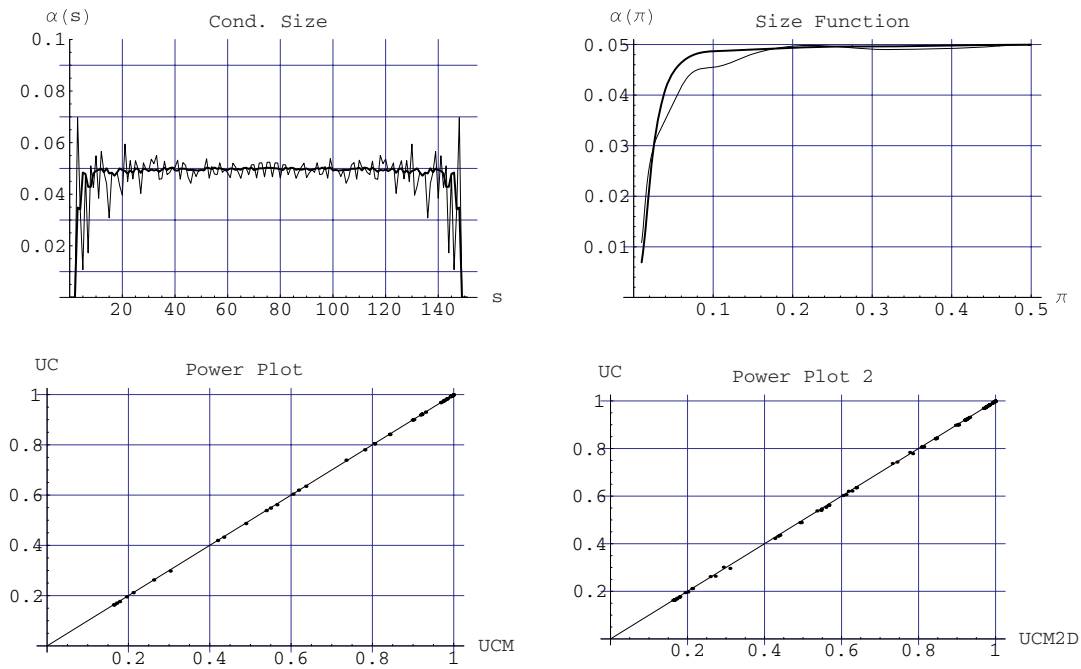 α(s)
Cond. Size
0.1
0.08
0.06
0.04
0.02
20 40 60 80 100 120 140
s
α(π)
Size Function
0.05
0.04
0.03
0.02
0.01
0.1 0.2 0.3 0.4 0.5
π
UC
Power Plot
1
0.8
0.6
0.4
0.2
0.2 0.4 0.6 0.8 1
UCM
UC
Power Plot 2
1
0.8
0.6
0.4
0.2
0.2 0.4 0.6 0.8 1
UCM2D